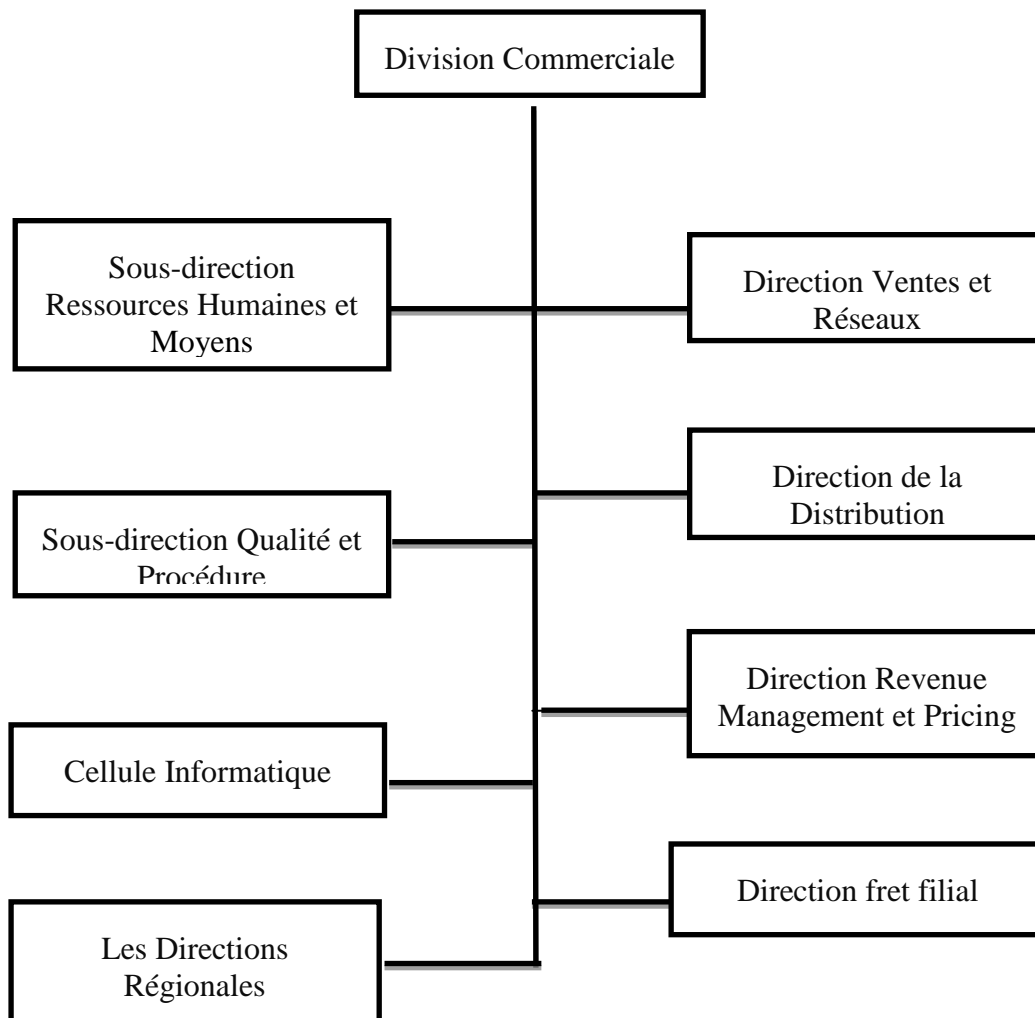 Division Commerciale
Sous-direction
Ressources Humaines et
Moyens
Direction Ventes et
Réseaux
Direction de la
Distribution
Sous-direction Qualité et
Procédure
Direction Revenue
Management et Pricing
Cellule Informatique
Direction fret filial
Les Directions
Régionales